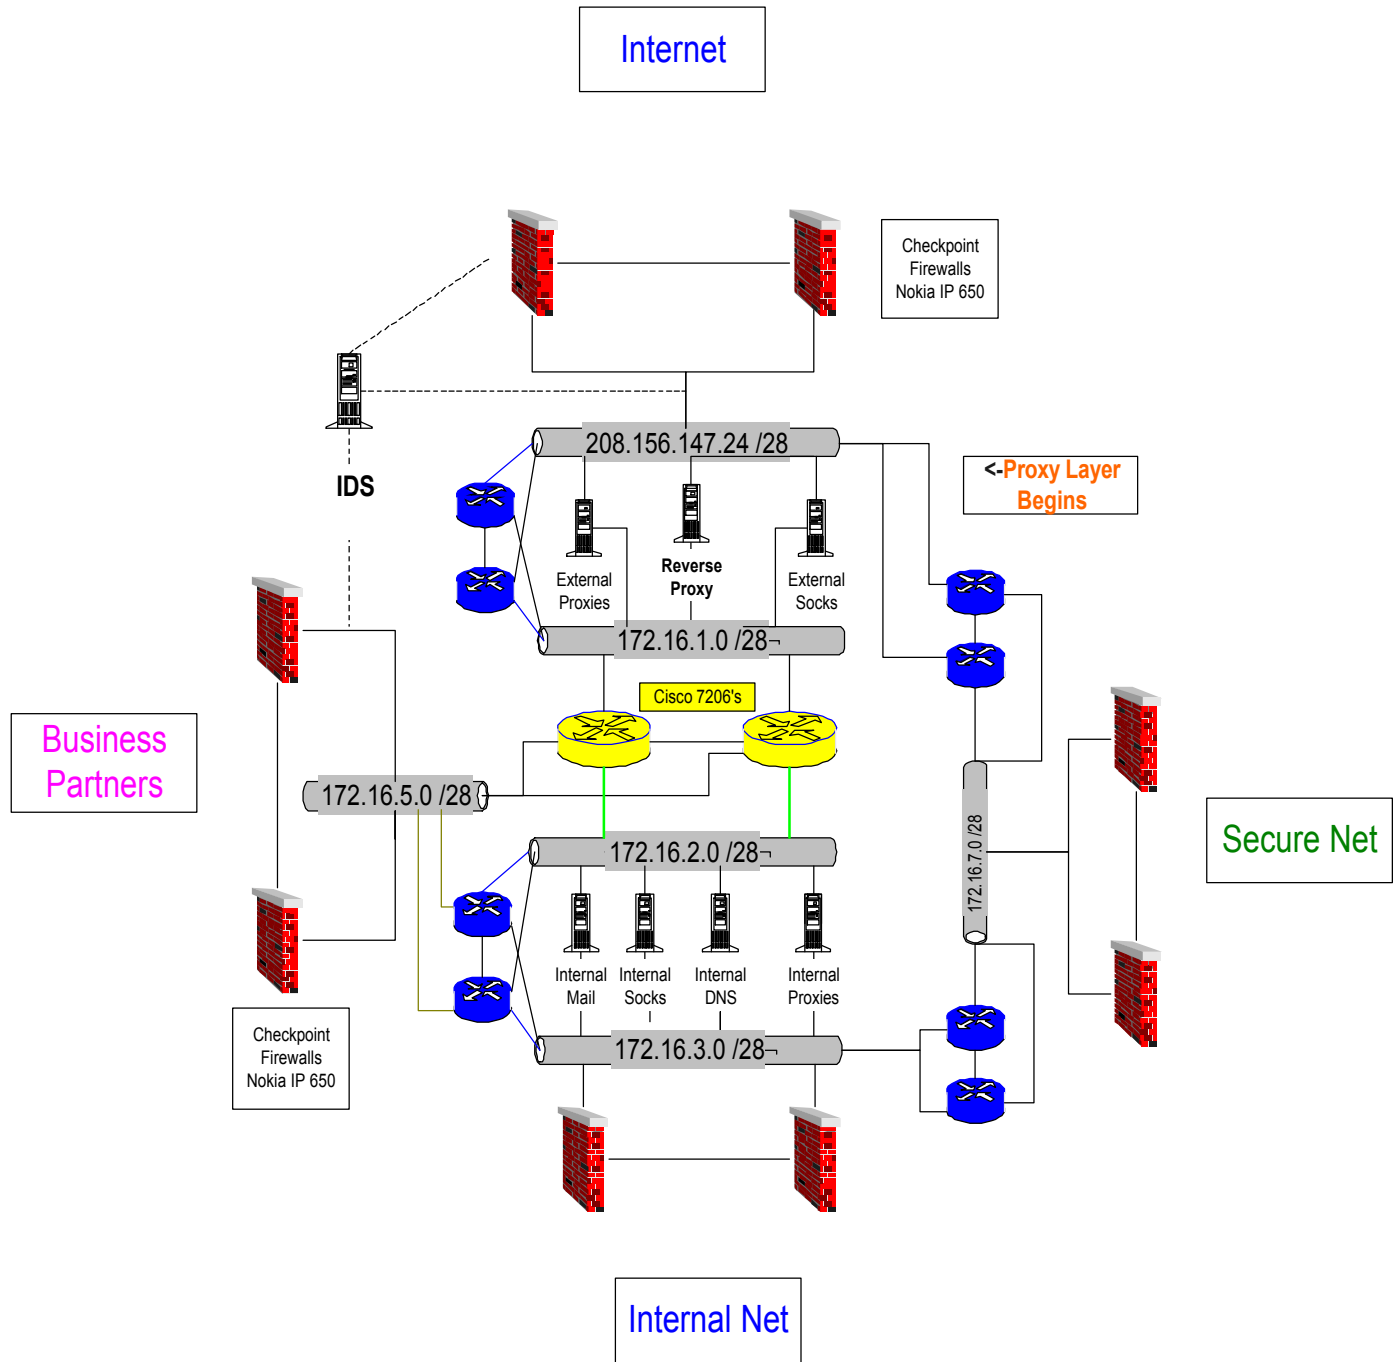 Internet
Checkpoint
Firewalls
Nokia IP 650
208.156.147.24 /28
<-Proxy Layer
Begins
IDS
External
Proxies
Reverse
Proxy
External
Socks
172.16.1.0 /28¬
Cisco 7206's
Business
Partners
172.16.5.0 /28
172.16.7.0 /28
Secure Net
172.16.2.0 /28¬
Internal
Mail
Internal
Socks
Internal
DNS
Internal
Proxies
Checkpoint
Firewalls
Nokia IP 650
172.16.3.0 /28¬
Internal Net